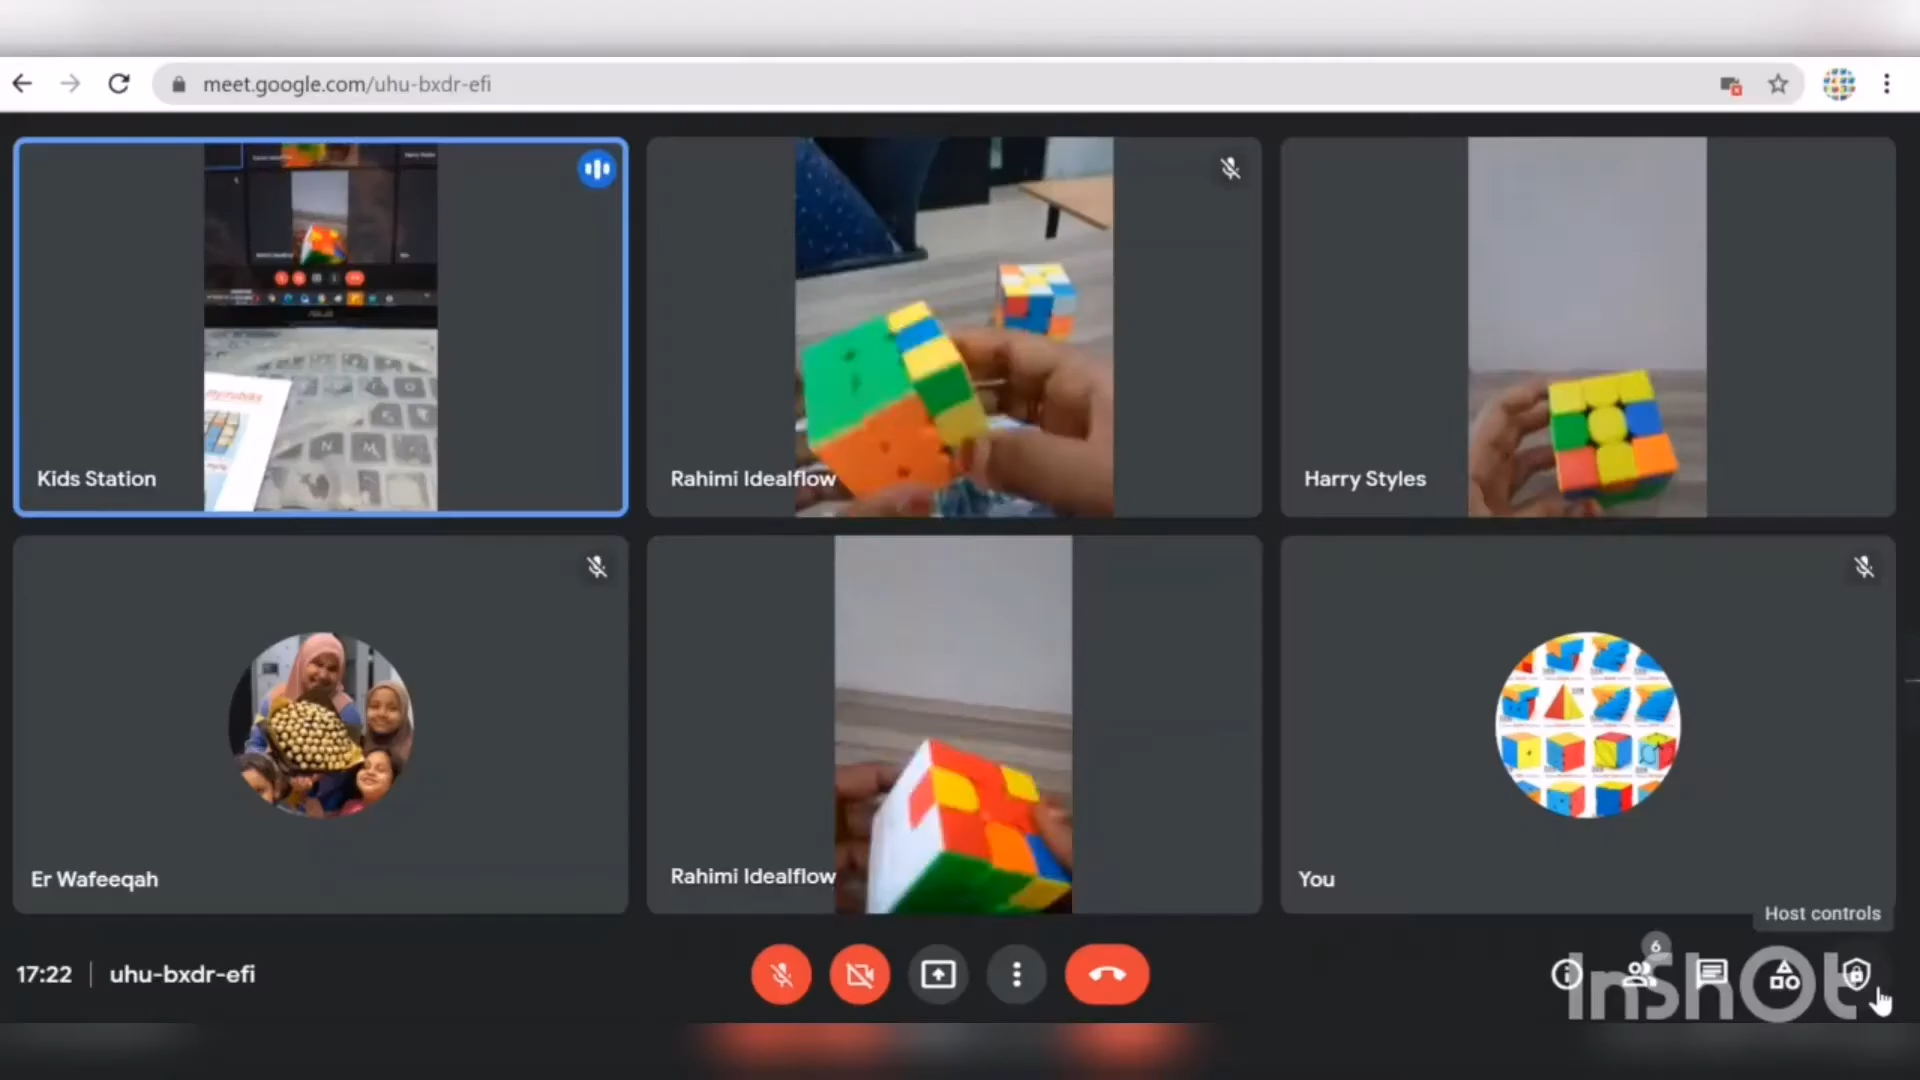 meet.google.com/uhu-bxdr-efi
Kids Station
Rahimi Idealflow
Harry Styles
Er Wafeeqah
Rahimi Idealflow
You
Host controls
6
17:22
uhu-bxdr-efi
InShOt